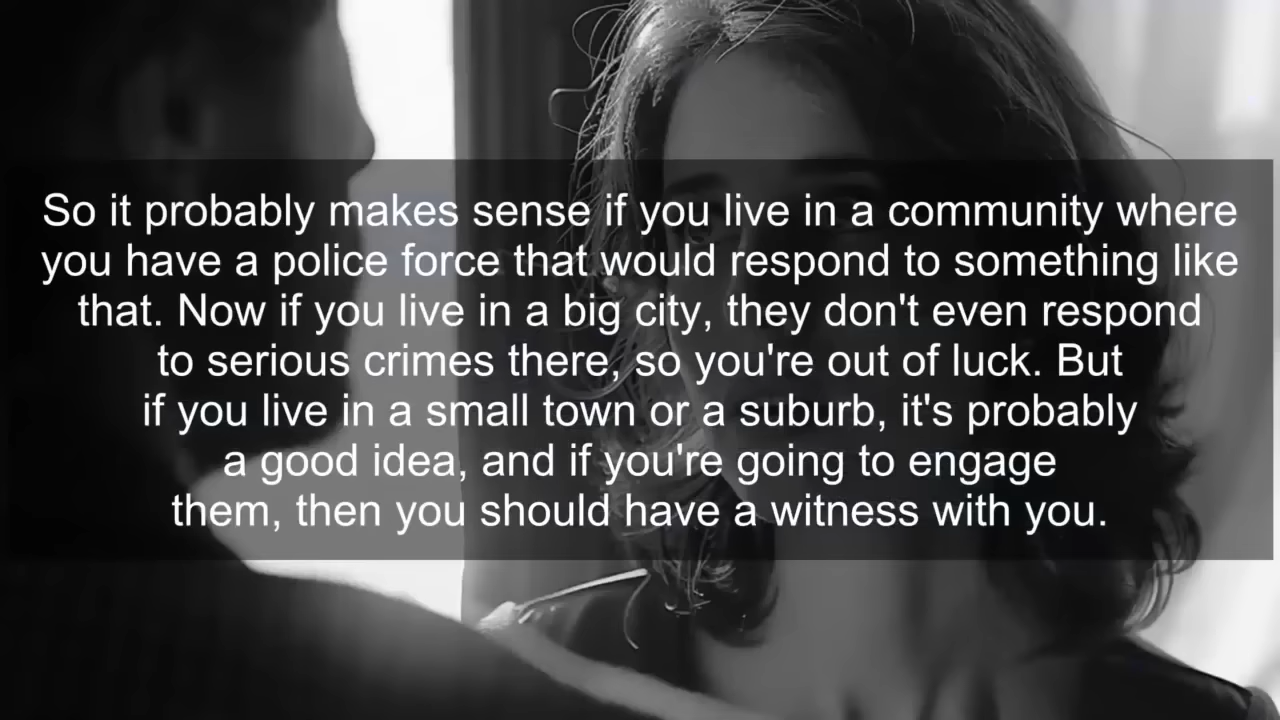 So it probably makes sense if you live in a community where
you have a police force that would respond to something like
that. Now if you live in a big city, they don't even respond
to serious crimes there, so you're out of luck. But
if you live in a small town or a suburb, it's probably
a good idea, and if you're going to engage
them, then you should have a witness with you.